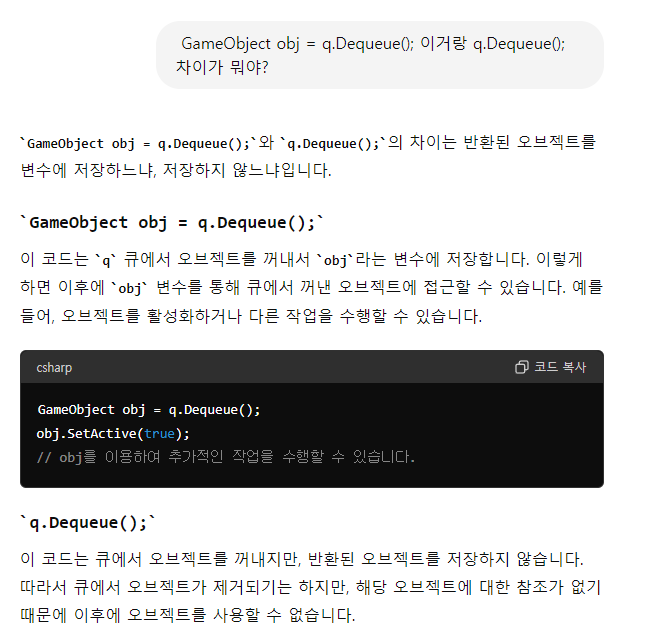 GameObject obj = q.Dequeue(); 이거랑 q.Dequeue();
차이가 뭐야?
`GameObject obj = q.Dequeue();`와 `q.Dequeue();`의 차이는 반환된 오브젝트를
변수에 저장하느냐, 저장하지 않느냐입니다.
`GameObject obj = q.Dequeue();`
이 코드는 `q` 큐에서 오브젝트를 꺼내서 `obj`라는 변수에 저장합니다. 이렇게
하면 이후에 `obj` 변수를 통해 큐에서 꺼낸 오브젝트에 접근할 수 있습니다. 예를
들어, 오브젝트를 활성화하거나 다른 작업을 수행할 수 있습니다.
csharp 코드 복사
GameObject obj = q.Dequeue();
obj.SetActive(true);
// obj를 이용하여 추가적인 작업을 수행할 수 있습니다.
`q.Dequeue();`
이 코드는 큐에서 오브젝트를 꺼내지만, 반환된 오브젝트를 저장하지 않습니다.
따라서 큐에서 오브젝트가 제거되기는 하지만, 해당 오브젝트에 대한 참조가 없기
때문에 이후에 오브젝트를 사용할 수 없습니다.